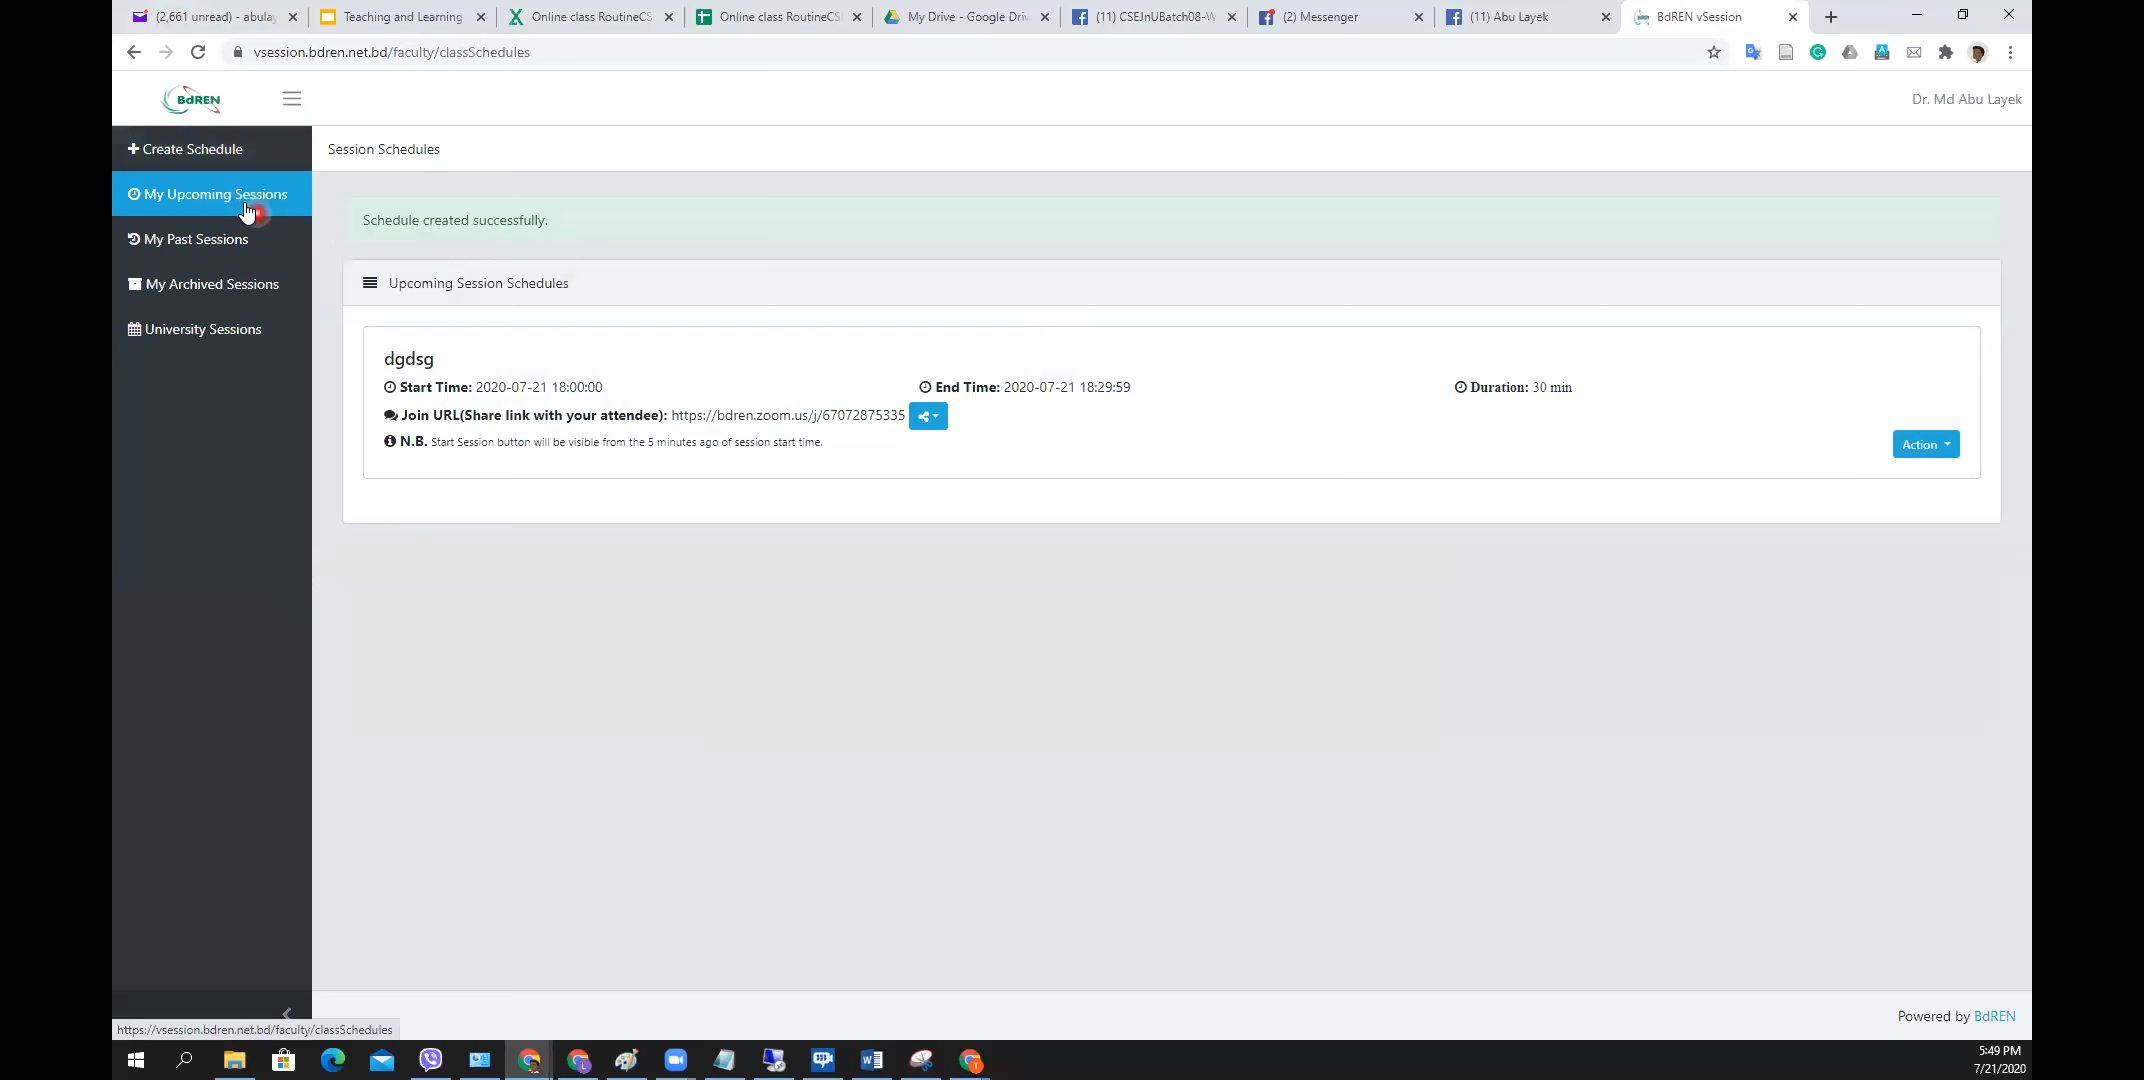 (2,661 unread) - abulay
Teaching and Learning
Online class RoutineCS
Online class RoutineCS
My Drive - Google Driv
(11) CSEJnUBatch08-W
(2) Messenger
(11) Abu Layek
BdREN vSession
vsession.bdren.net.bd/faculty/classSchedules
BdREN
Dr. Md Abu Layek
Create Schedule
Session Schedules
My Upcoming Sessions
My Past Sessions
My Archived Sessions
University Sessions
Schedule created successfully.
Upcoming Session Schedules
dgdsg
Start Time: 2020-07-21 18:00:00
End Time: 2020-07-21 18:29:59
Duration: 30 min
Join URL(Share link with your attendee): https://bdren.zoom.us/j/67072875335
N.B. Start Session button will be visible from the 5 minutes ago of session start time.
Action
Powered by BdREN
https://vsession.bdren.net.bd/faculty/classSchedules
5:49 PM
7/21/2020